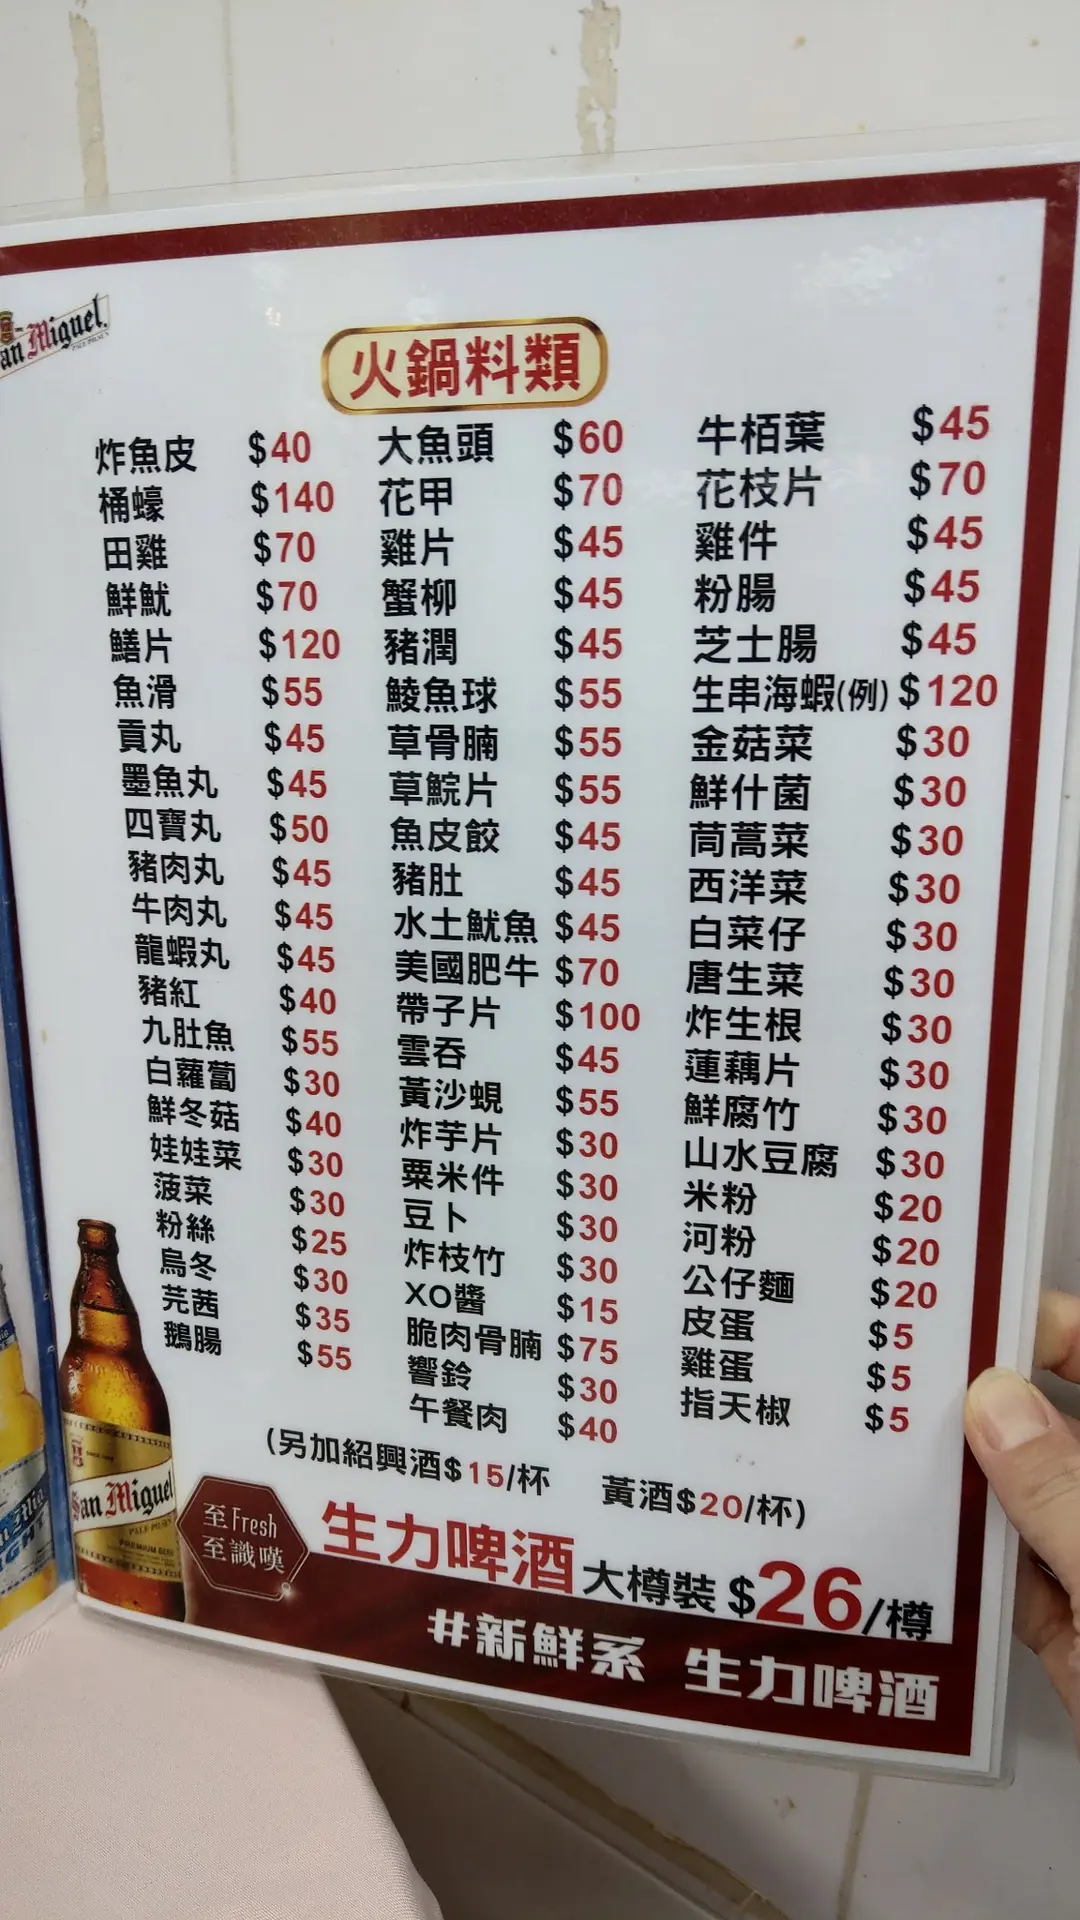 San Miguel
PALE PILSEN
火鍋料類
炸魚皮 $40
桶蠔 $140
田雞 $70
鮮魷 $70
鱔片 $120
魚滑 $55
貢丸 $45
墨魚丸 $45
四寶丸 $50
豬肉丸 $45
牛肉丸 $45
龍蝦丸 $45
豬紅 $40
九肚魚 $55
白蘿蔔 $30
鮮冬菇 $40
娃娃菜 $30
菠菜 $30
粉絲 $25
烏冬 $30
芫茜 $35
鵝腸 $55
大魚頭 $60
花甲 $70
雞片 $45
蟹柳 $45
豬潤 $45
鯪魚球 $55
草骨腩 $55
草鯇片 $55
魚皮餃 $45
豬肚 $45
水土魷魚 $45
美國肥牛 $70
帶子片 $100
雲吞 $45
黃沙蜆 $55
炸芋片 $30
粟米件 $30
豆卜 $30
炸枝竹 $30
XO醬 $15
脆肉骨腩 $75
響鈴 $30
午餐肉 $40
牛栢葉 $45
花枝片 $70
雞件 $45
粉腸 $45
芝士腸 $45
生串海蝦(例) $120
金菇菜 $30
鮮什菌 $30
茼蒿菜 $30
西洋菜 $30
白菜仔 $30
唐生菜 $30
炸生根 $30
蓮藕片 $30
鮮腐竹 $30
山水豆腐 $30
米粉 $20
河粉 $20
公仔麵 $20
皮蛋 $5
雞蛋 $5
指天椒 $5
(另加紹興酒$15/杯 黃酒$20/杯)
San Miguel
PALE PILSEN
PREMIUM BEER
至Fresh
至識嘆
生力啤酒 大樽裝 $26/樽
#新鮮系 生力啤酒